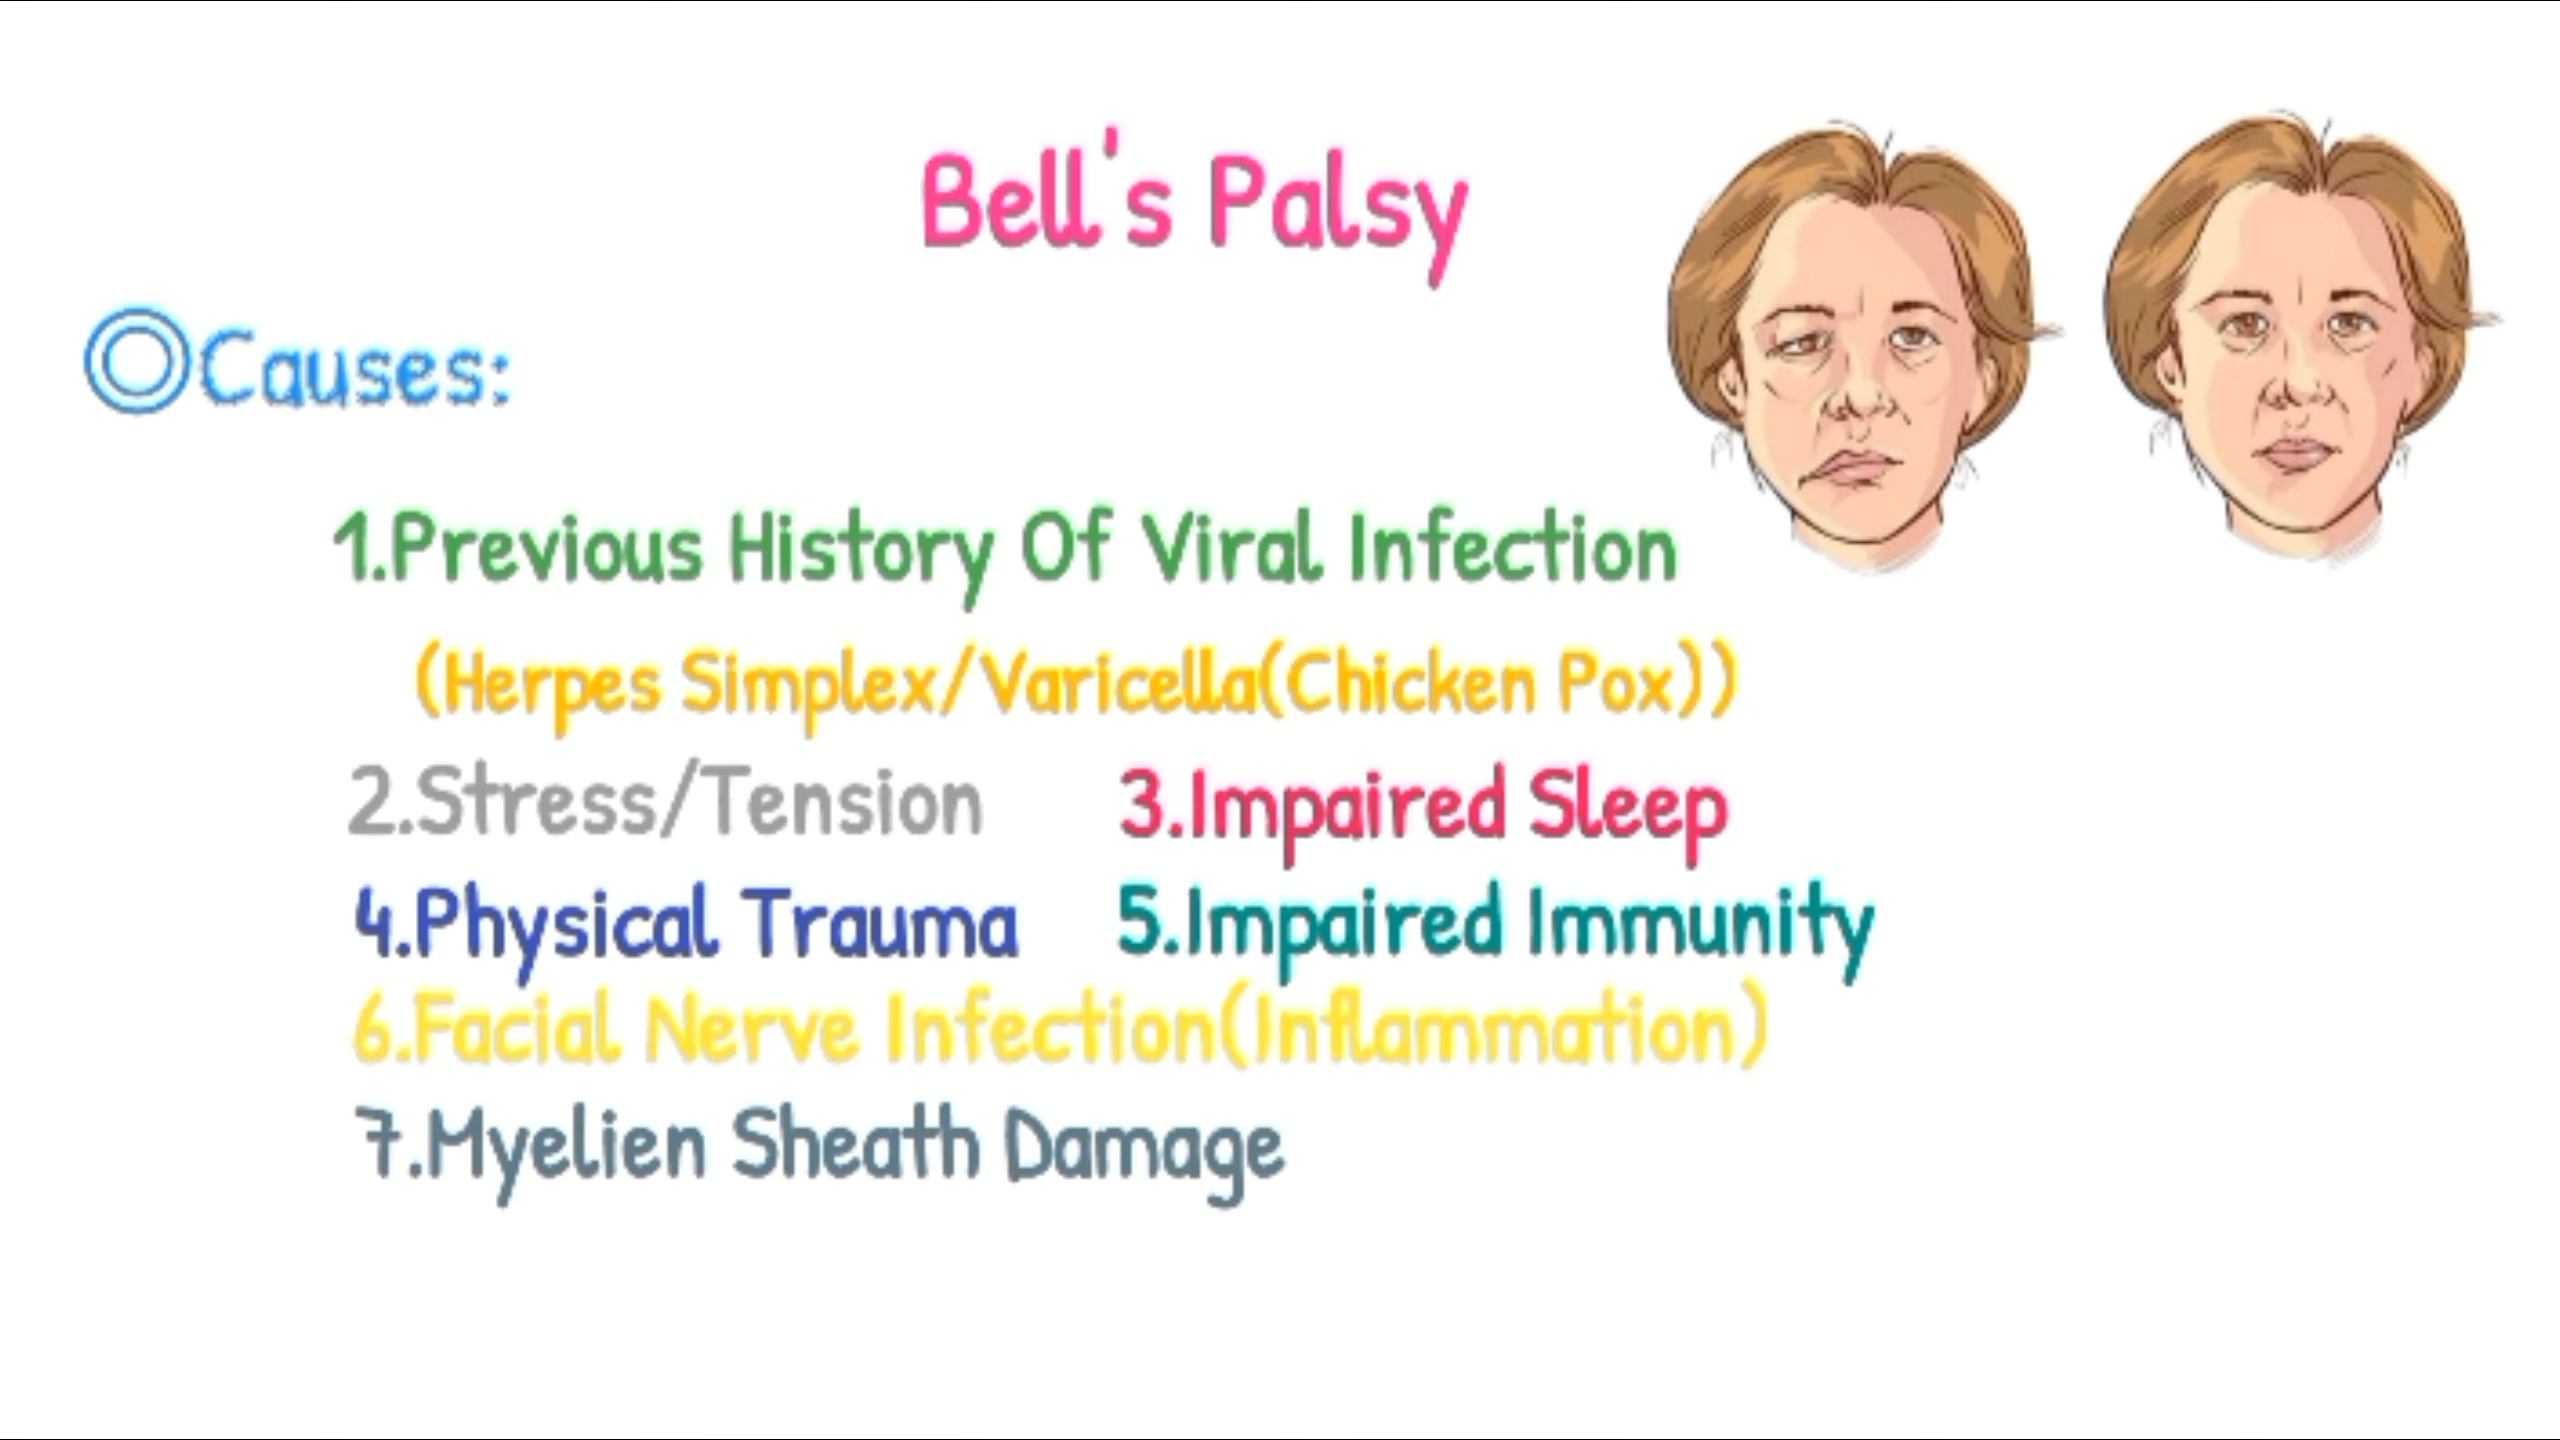 Bell's Palsy
Causes:
1.Previous History Of Viral Infection
(Herpes Simplex/Varicella(Chicken Pox))
2.Stress/Tension 3.Impaired Sleep
4.Physical Trauma 5.Impaired Immunity
6.Facial Nerve Infection(Inflammation)
7.Myelien Sheath Damage